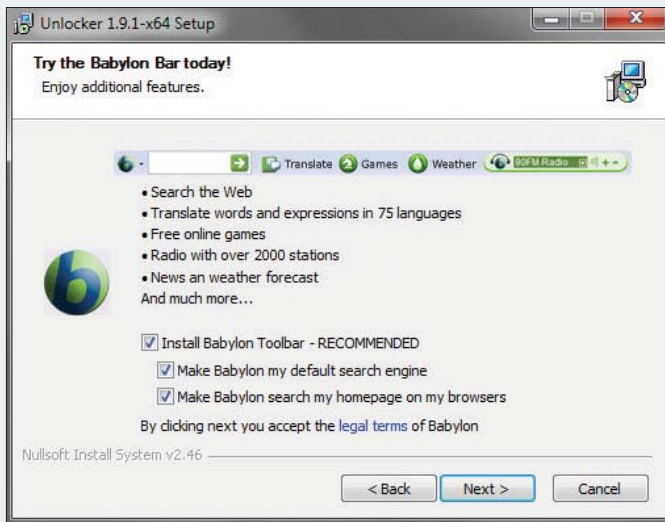 Unlocker 1.9.1-x64 Setup
Try the Babylon Bar today!
Enjoy additional features.
Translate Games Weather 90FM Radio
• Search the Web
• Translate words and expressions in 75 languages
• Free online games
• Radio with over 2000 stations
• News an weather forecast
And much more...
Install Babylon Toolbar - RECOMMENDED
Make Babylon my default search engine
Make Babylon search my homepage on my browsers
By clicking next you accept the legal terms of Babylon
Nullsoft Install System v2.46
< Back Next > Cancel